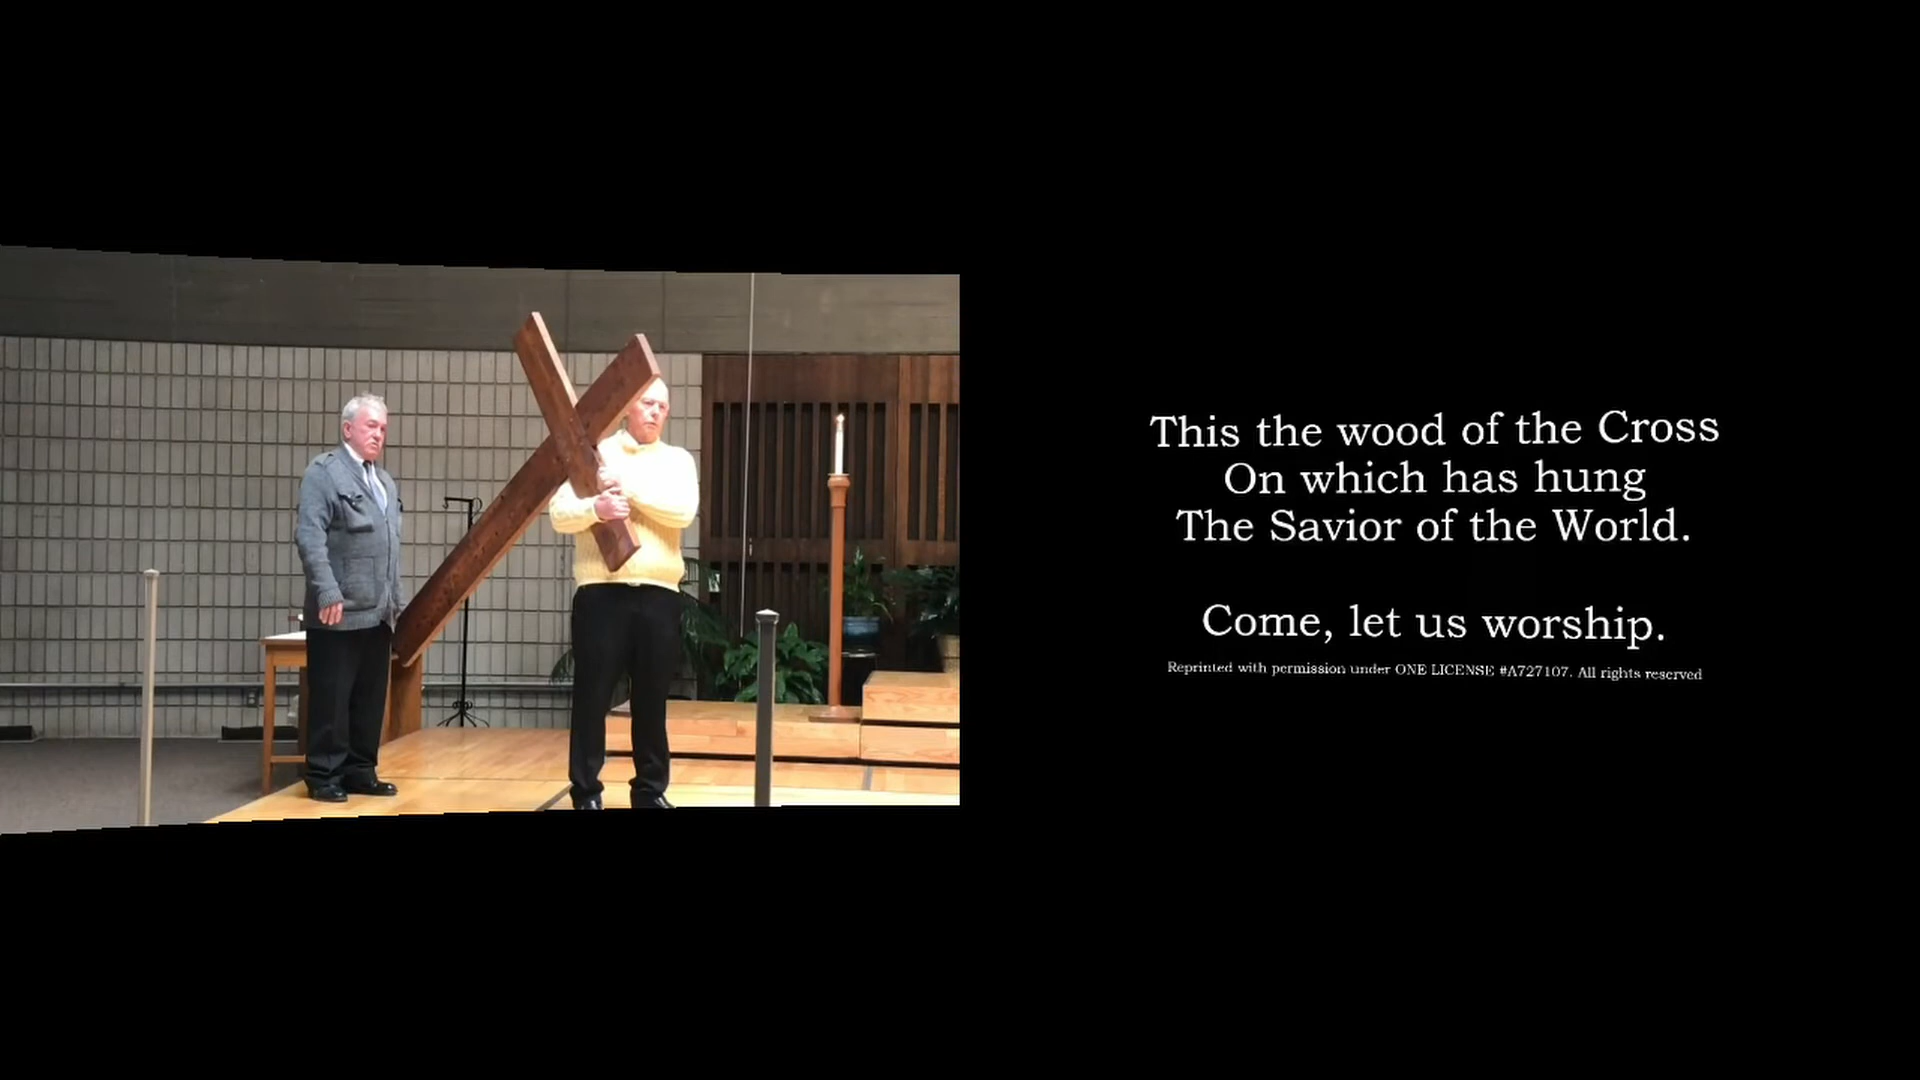 This the wood of the Cross
On which has hung
The Savior of the World.
Come, let us worship.
Reprinted with permission under ONE LICENSE #A727107. All rights reserved